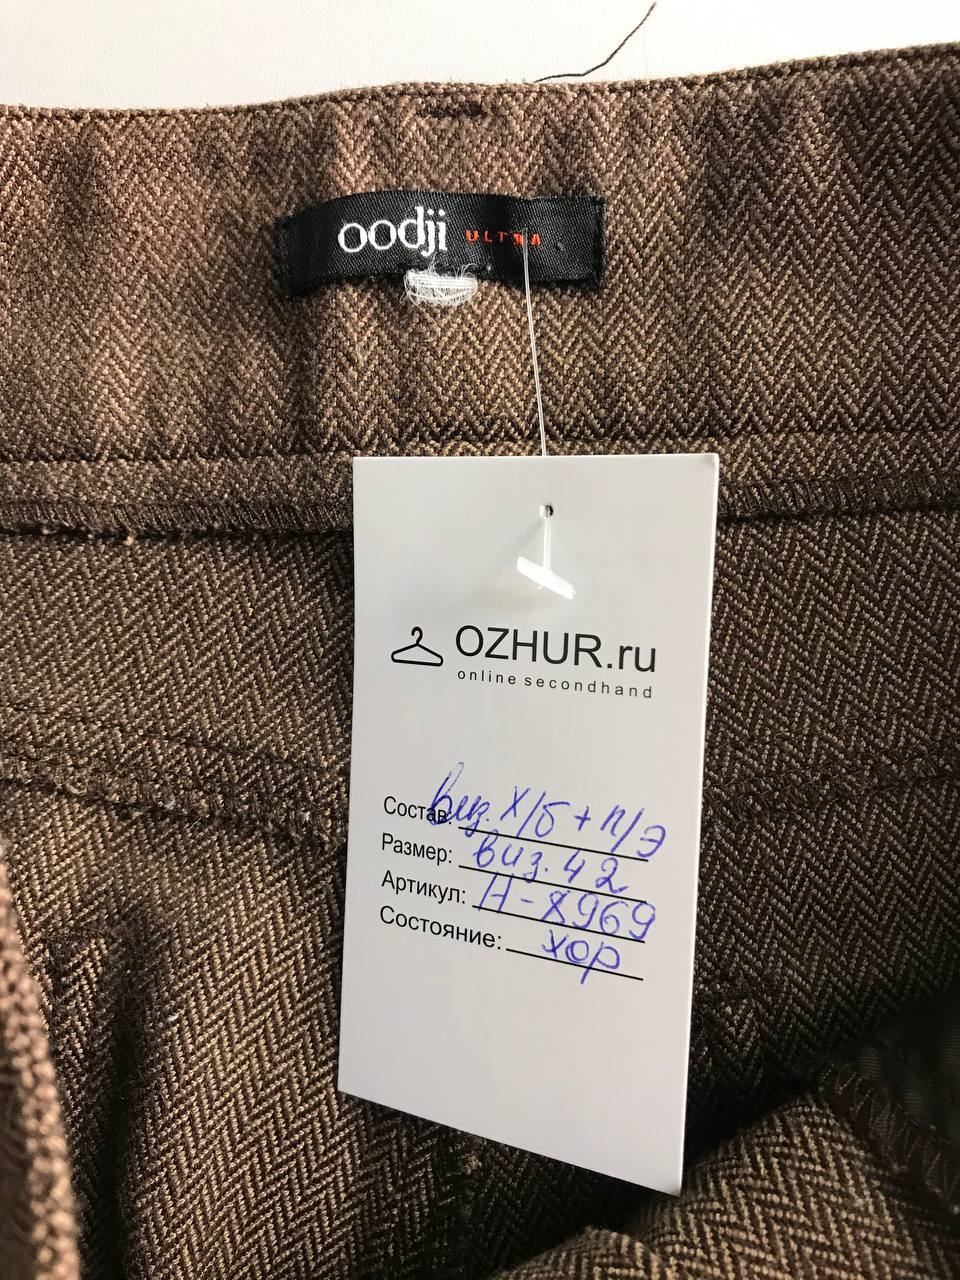 oodji ULTRA
OZHUR.ru
online secondhand
Состав: виз. х/б + п/э
Размер: виз. 42
Артикул: Н-8969
Состояние: хор